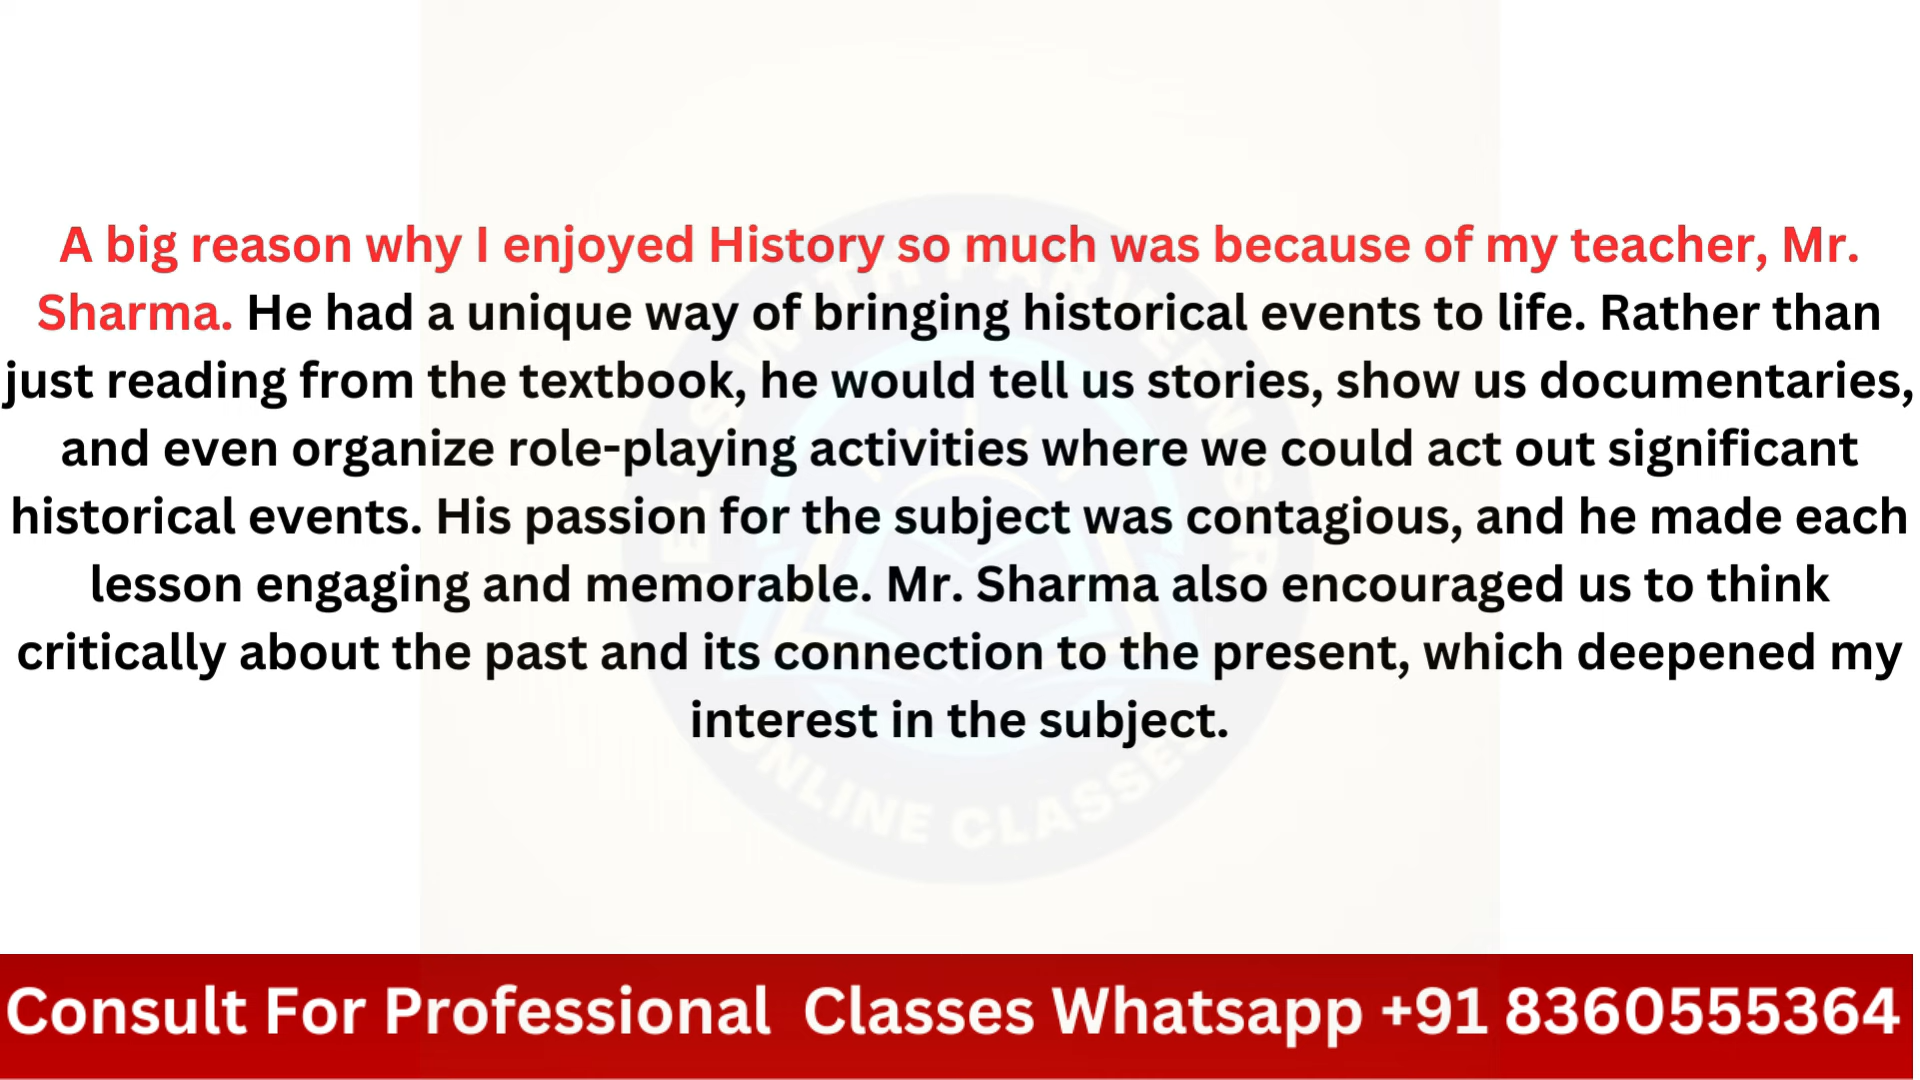 A big reason why I enjoyed History so much was because of my teacher, Mr.
Sharma. He had a unique way of bringing historical events to life. Rather than
just reading from the textbook, he would tell us stories, show us documentaries,
and even organize role-playing activities where we could act out significant
historical events. His passion for the subject was contagious, and he made each
lesson engaging and memorable. Mr. Sharma also encouraged us to think
critically about the past and its connection to the present, which deepened my
interest in the subject.
ONLINE CLASSES
Consult For Professional Classes Whatsapp +91 8360555364